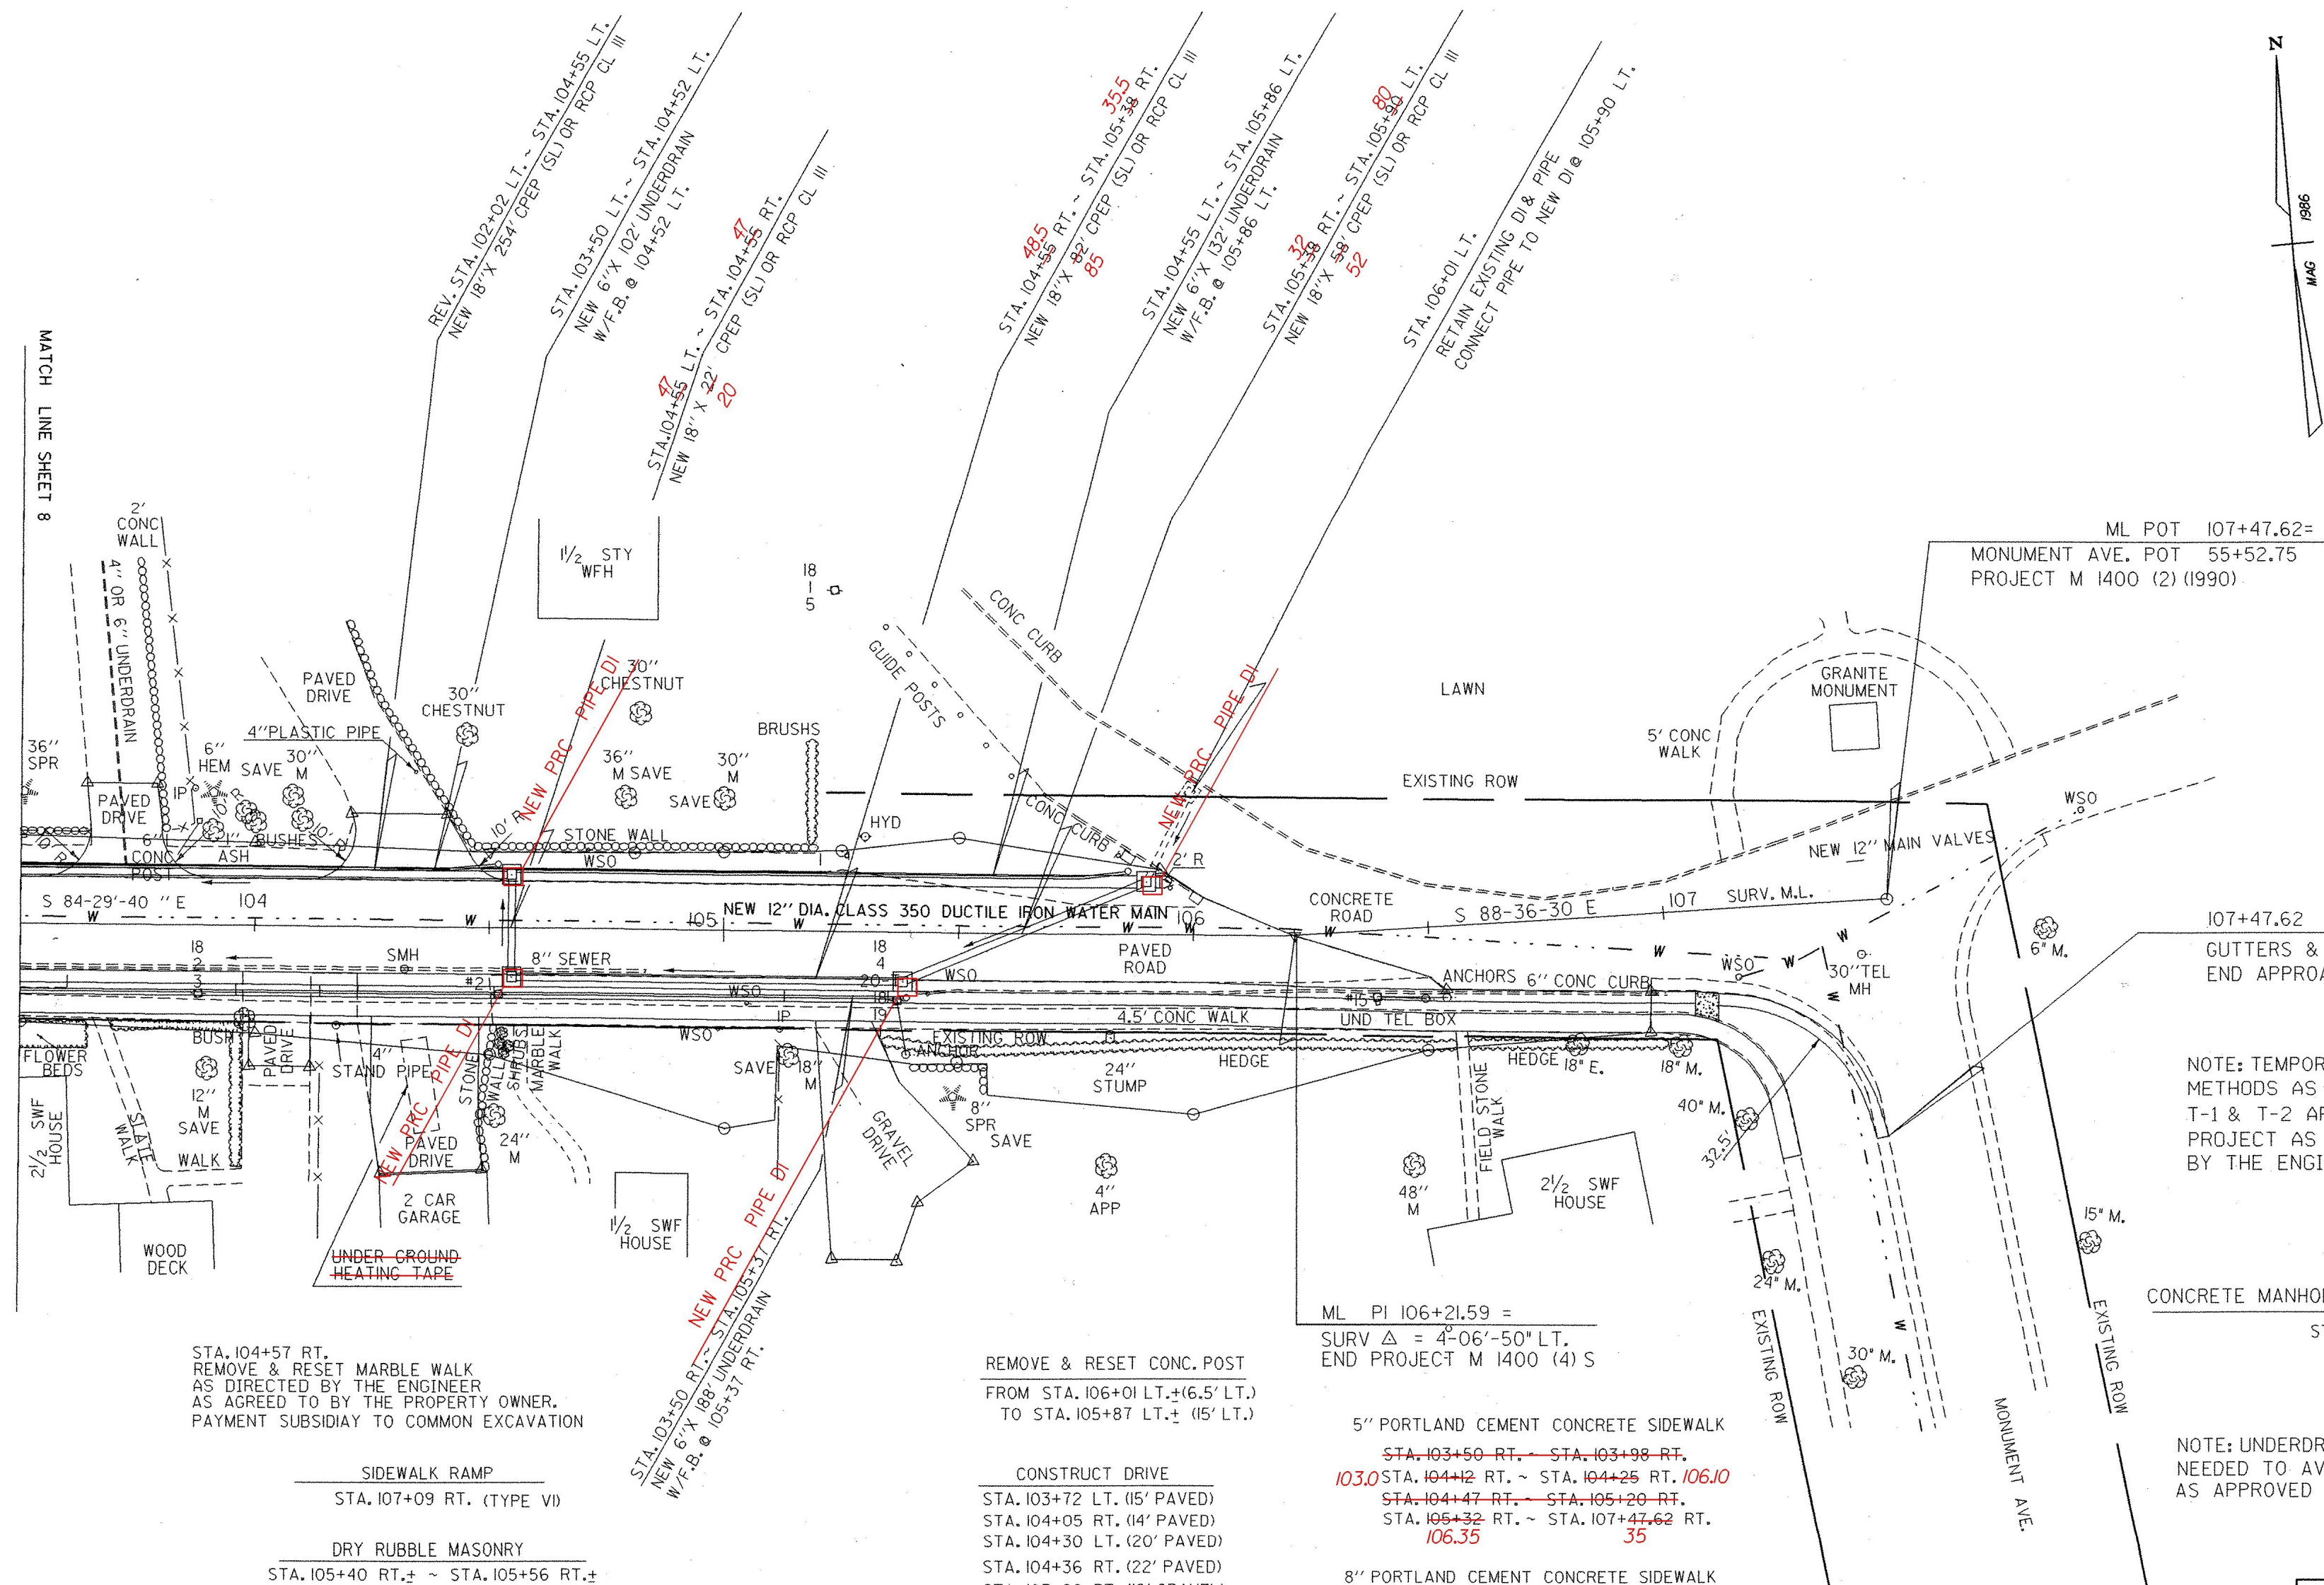 REV. STA. 102+02 LT. ~ STA. 104+55 LT.
NEW 18''X 254' CPEP (SL) OR RCP CL III
STA. 103+50 LT. ~ STA. 104+52 LT.
NEW 6''X 102' UNDERDRAIN
W/F.B. @ 104+52 LT.
47 47
STA. 104+55 LT. ~ STA. 104+55 RT.
NEW 18''X 22' CPEP (SL) OR RCP CL III
20
48.5 35.5
STA. 104+55 RT. ~ STA. 105+38 RT.
NEW 18''X 82' CPEP (SL) OR RCP CL III
85
STA. 104+55 LT. ~ STA. 105+86 LT.
NEW 6''X 132' UNDERDRAIN
W/F.B. @ 105+86 LT.
32 80
STA. 105+38 RT. ~ STA. 105+90 LT.
NEW 18''X 58' CPEP (SL) OR RCP CL III
52
STA. 106+01 LT.
RETAIN EXISTING DI & PIPE
CONNECT PIPE TO NEW DI @ 105+90 LT.
N
1986
MAG
MATCH LINE SHEET 8
2'
CONC
WALL
4'' OR 6'' UNDERDRAIN
1 1/2 STY
WFH
18
1
5
CONC CURB
GUIDE POSTS
ML POT 107+47.62=
MONUMENT AVE. POT 55+52.75
PROJECT M 1400 (2) (1990)
PAVED
DRIVE
30''
CHESTNUT
30''
CHESTNUT
NEW PRC PIPE DI
NEW PRC PIPE DI
LAWN
GRANITE
MONUMENT
5' CONC
WALK
4''PLASTIC PIPE
BRUSHS
36''
SPR
6''
HEM
SAVE
30''
M
36''
M SAVE
30''
M
SAVE
EXISTING ROW
PAVED
DRIVE
IP
10' R
10' R
10' R
10' R
6''
CONC
POST
1''
ASH
BUSHES
STONE WALL
WSO
HYD
CONC CURB
2' R
WSO
NEW 12'' MAIN VALVES
S 84-29'-40 ''E
104
105
NEW 12'' DIA. CLASS 350 DUCTILE IRON WATER MAIN
106
CONCRETE
ROAD
S 88-36-30 E
107
SURV. M.L.
W W W W W W W W W W W
18
2
3
SMH
8'' SEWER
#21
18
4
20
18
19
WSO
WSO
WSO
IP
PAVED
ROAD
ANCHORS
6'' CONC CURB
#15
UND TEL BOX
4.5' CONC WALK
WSO
30''TEL
MH
6'' M.
107+47.62
GUTTERS &
END APPROA
FLOWER
BEDS
BUSH
PAVED
DRIVE
4''
STAND PIPE
STONE
WALL
SHRUBS
MARBLE
WALK
SAVE
18''
M
EXISTING ROW
ANCHOR
HEDGE
HEDGE
24''
STUMP
18'' E.
18'' M.
8''
SPR
SAVE
GRAVEL
DRIVE
FIELD STONE
WALK
40'' M.
32.5'
NOTE: TEMPOR
METHODS AS
T-1 & T-2 AR
PROJECT AS
BY THE ENGI
2 1/2 SWF
HOUSE
SLATE
WALK
12''
M
SAVE
WALK
NEW PRC PIPE DI
PAVED
DRIVE
24''
M
2 CAR
GARAGE
WOOD
DECK
UNDER GROUND
HEATING TAPE
1 1/2 SWF
HOUSE
NEW PRC PIPE DI
STA. 103+50 RT. ~ STA. 105+37 RT.
NEW 6''X 188' UNDERDRAIN
W/F.B. @ 105+37 RT.
4''
APP
48''
M
2 1/2 SWF
HOUSE
15'' M.
24'' M.
30'' M.
EXISTING ROW
EXISTING ROW
MONUMENT AVE.
CONCRETE MANHO
ML PI 106+21.59 =
SURV △ = 4°-06'-50'' LT.
END PROJECT M 1400 (4) S
STA. 104+57 RT.
REMOVE & RESET MARBLE WALK
AS DIRECTED BY THE ENGINEER
AS AGREED TO BY THE PROPERTY OWNER.
PAYMENT SUBSIDIAY TO COMMON EXCAVATION
SIDEWALK RAMP
STA. 107+09 RT. (TYPE VI)
DRY RUBBLE MASONRY
STA. 105+40 RT.± ~ STA. 105+56 RT.±
REMOVE & RESET CONC. POST
FROM STA. 106+01 LT.±(6.5' LT.)
TO STA. 105+87 LT.± (15' LT.)
CONSTRUCT DRIVE
STA. 103+72 LT. (15' PAVED)
STA. 104+05 RT. (14' PAVED)
STA. 104+30 LT. (20' PAVED)
STA. 104+36 RT. (22' PAVED)
5'' PORTLAND CEMENT CONCRETE SIDEWALK
STA. 103+50 RT. ~ STA. 103+98 RT.
103.0 STA. 104+12 RT. ~ STA. 104+25 RT. 106.10
STA. 104+47 RT. ~ STA. 105+20 RT.
STA. 105+32 RT. ~ STA. 107+47.62 RT.
106.35 35
8'' PORTLAND CEMENT CONCRETE SIDEWALK
NOTE: UNDERDR
NEEDED TO AV
AS APPROVED